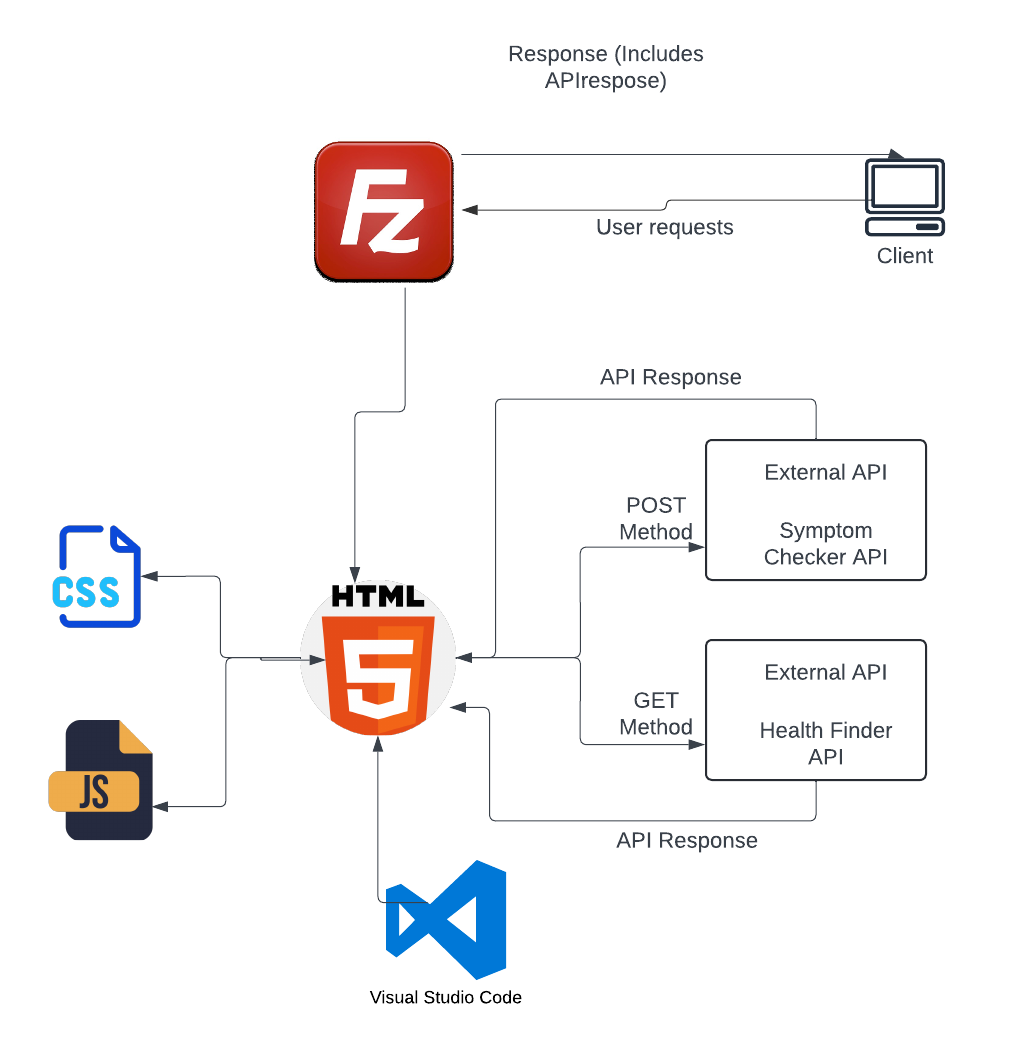 Response (Includes
APIrespose)
Fz
User requests
Client
API Response
External API
POST
Method
Symptom
Checker API
CSS
HTML
5
External API
GET
Method
Health Finder
API
JS
API Response
Visual Studio Code